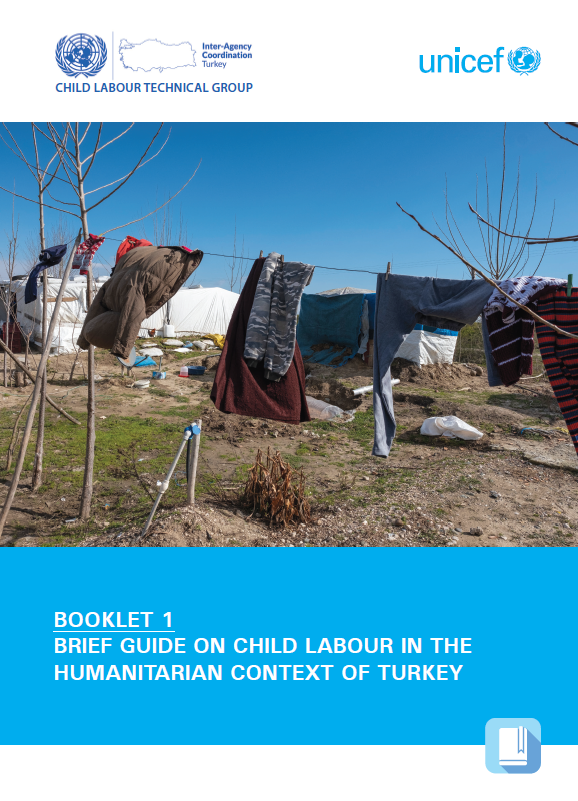 Inter-Agency
Coordination
Turkey
CHILD LABOUR TECHNICAL GROUP
unicef
BOOKLET 1
BRIEF GUIDE ON CHILD LABOUR IN THE
HUMANITARIAN CONTEXT OF TURKEY